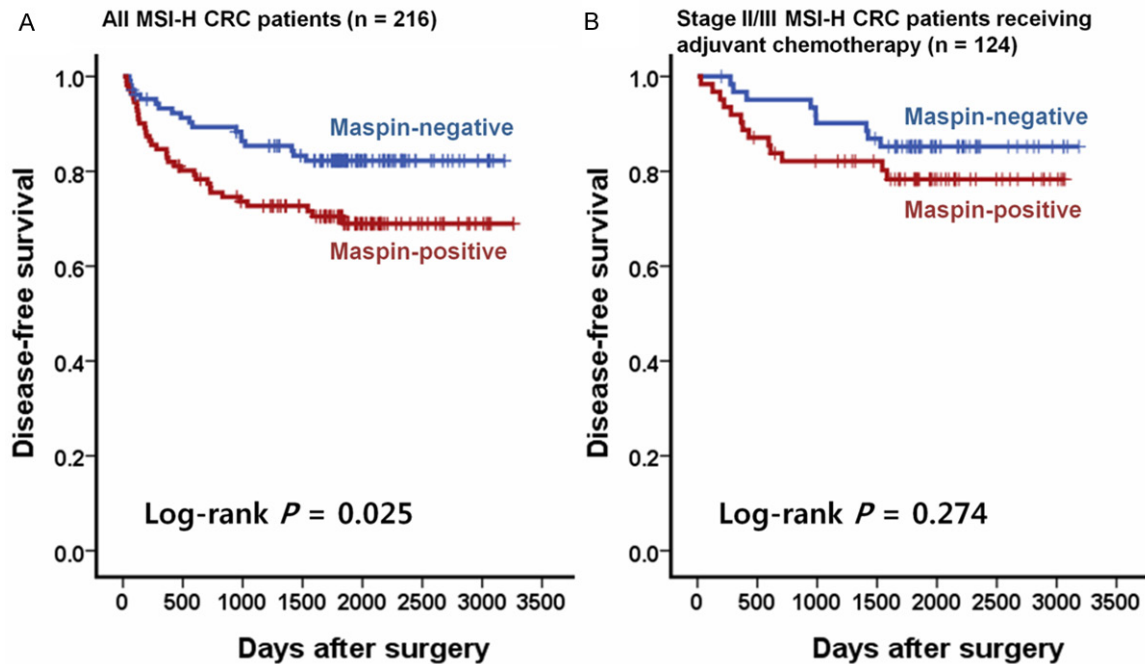 A
All MSI-H CRC patients (n = 216)
Disease-free survival
1.0
0.8
0.6
0.4
0.2
0.0
Maspin-negative
Maspin-positive
Log-rank P = 0.025
0 500 1000 1500 2000 2500 3000 3500
Days after surgery
B
Stage II/III MSI-H CRC patients receiving
adjuvant chemotherapy (n = 124)
Disease-free survival
1.0
0.8
0.6
0.4
0.2
0.0
Maspin-negative
Maspin-positive
Log-rank P = 0.274
0 500 1000 1500 2000 2500 3000 3500
Days after surgery